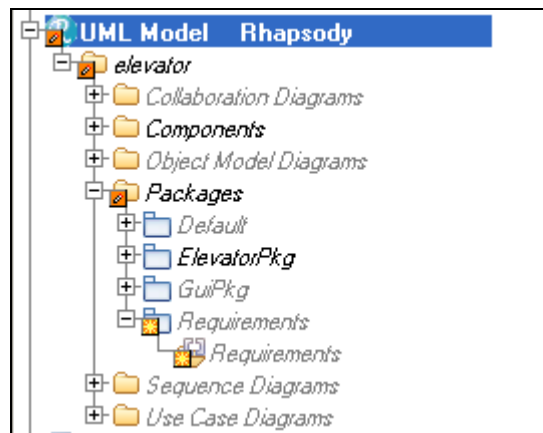 UML Model Rhapsody
elevator
Collaboration Diagrams
Components
Object Model Diagrams
Packages
Default
ElevatorPkg
GuiPkg
Requirements
Requirements
Sequence Diagrams
Use Case Diagrams